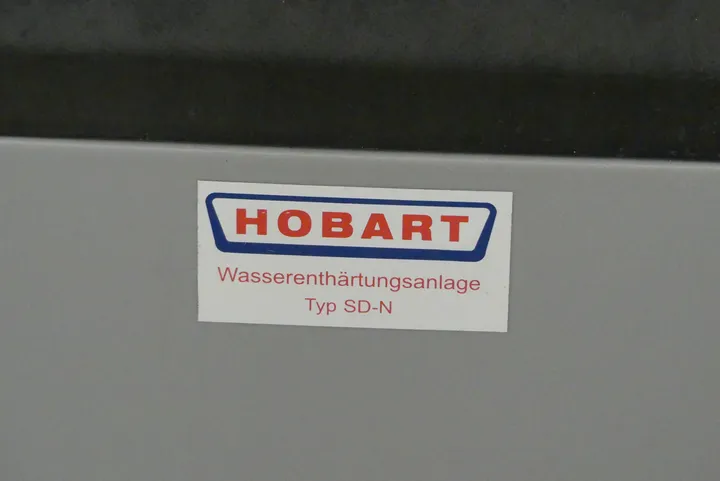 HOBART
Wasserenthärtungsanlage
Typ SD-N